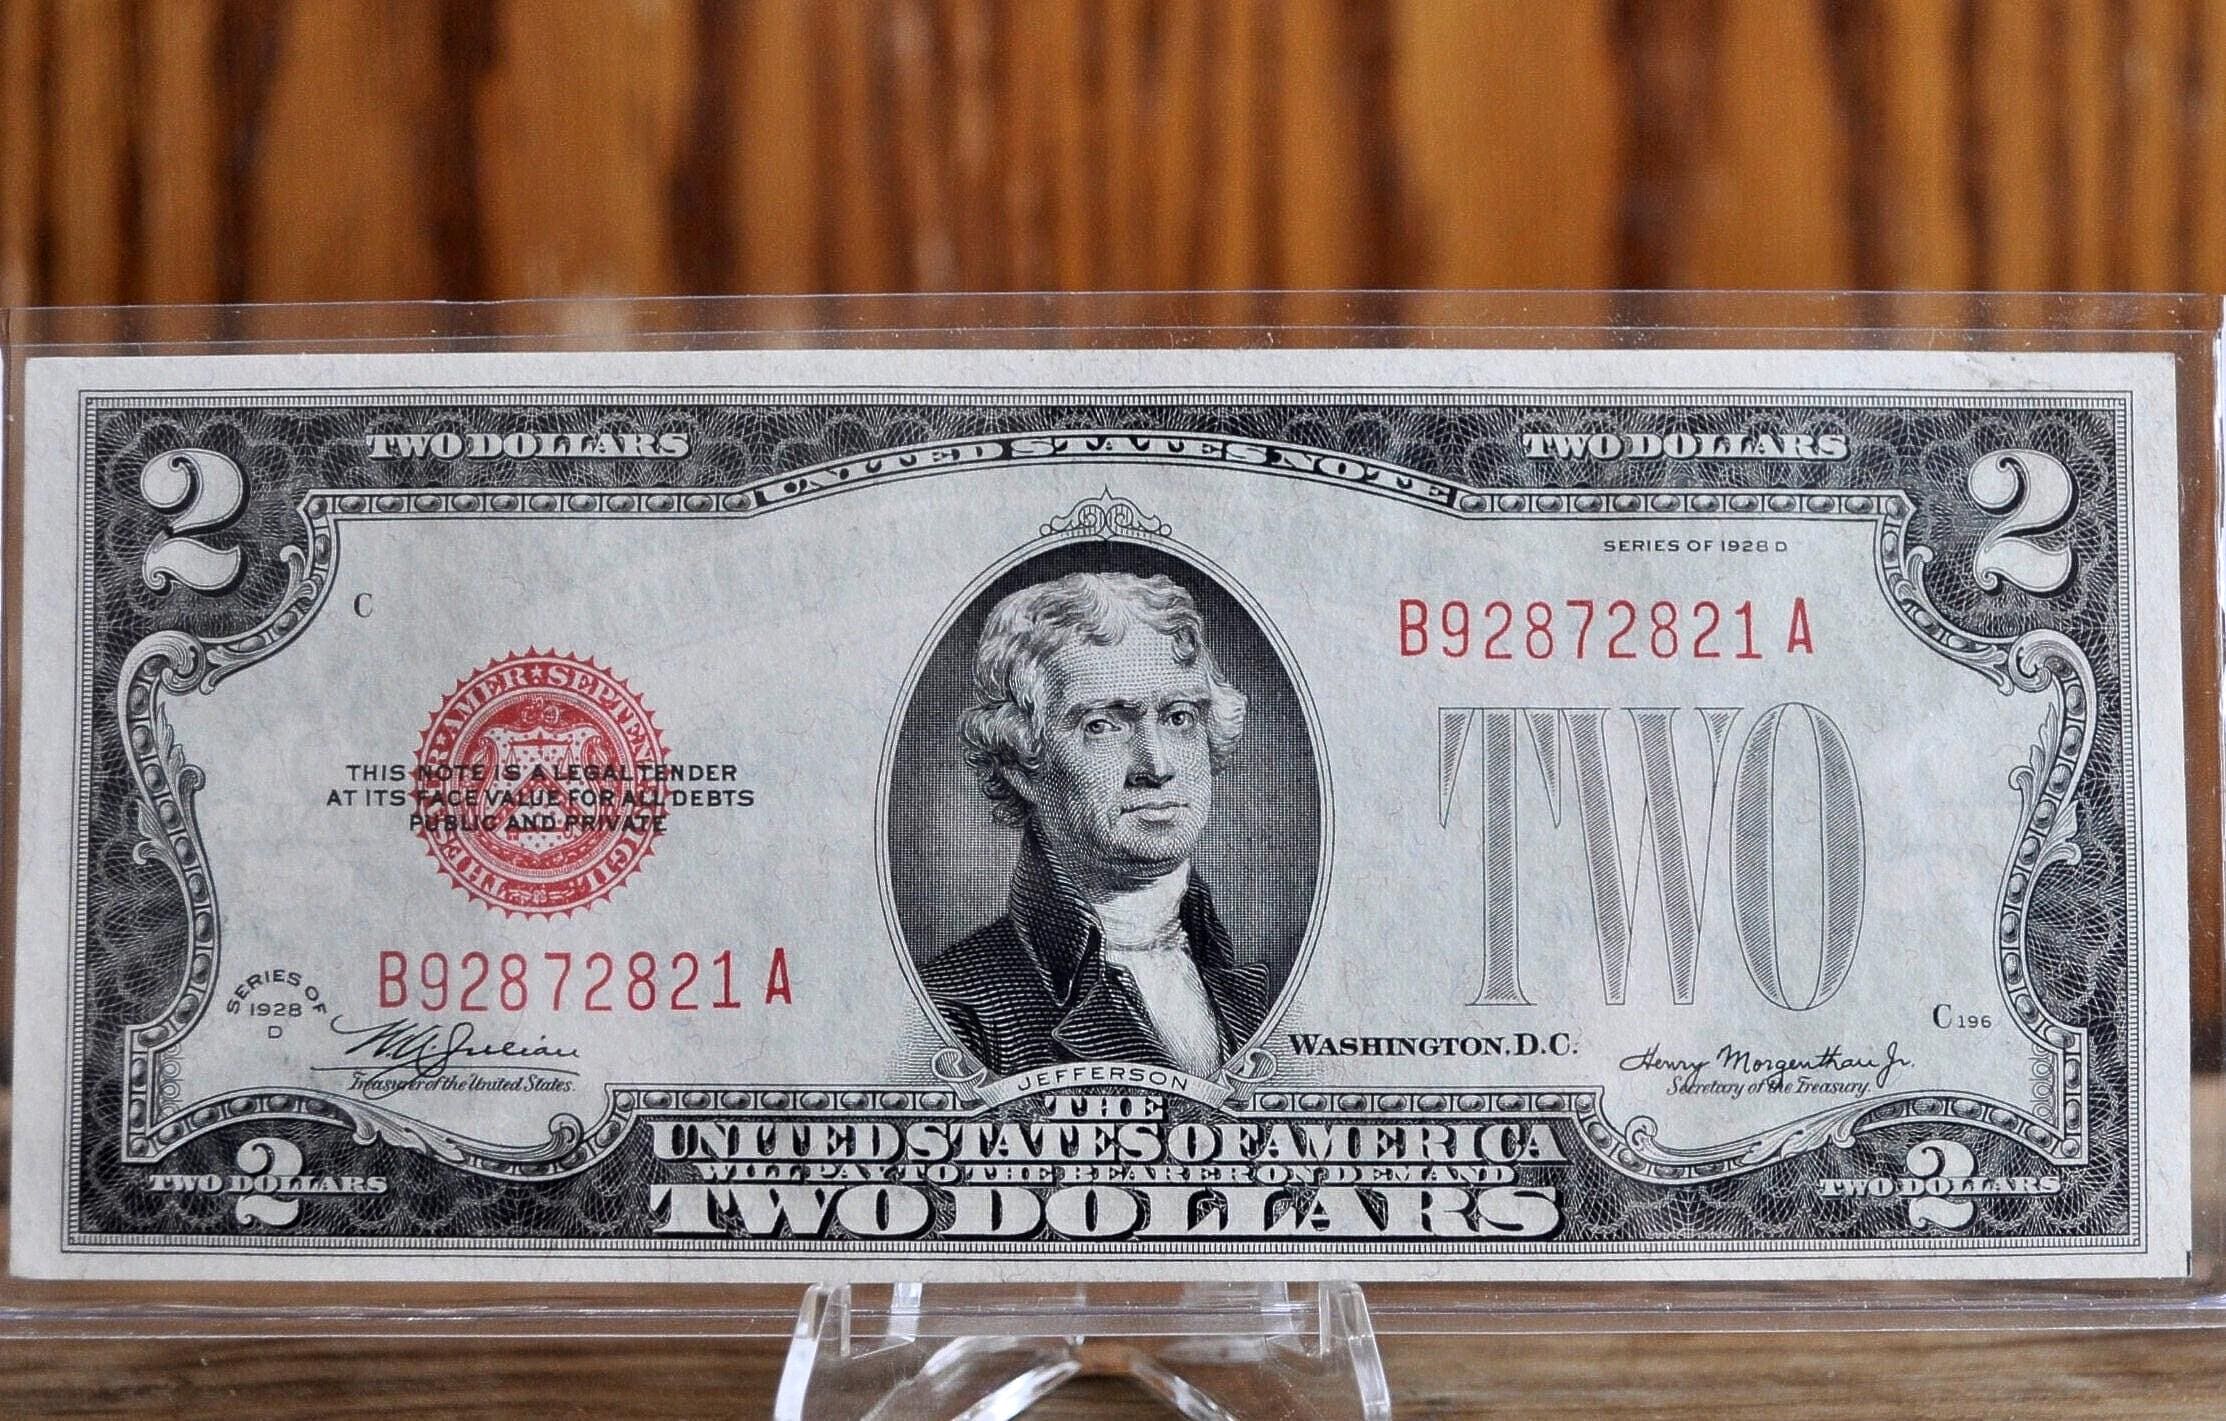 2
TWO DOLLARS
UNITED STATES NOTE
TWO DOLLARS
2
SERIES OF 1928 D
C
B92872821A
TWO
THIS NOTE IS A LEGAL TENDER
AT ITS FACE VALUE FOR ALL DEBTS
PUBLIC AND PRIVATE
B92872821A
SERIES OF
1928
D
W.A. Julian
Treasurer of the United States.
JEFFERSON
WASHINGTON, D.C.
C196
Henry Morgenthau Jr.
Secretary of the Treasury.
THE
UNITED STATES OF AMERICA
WILL PAY TO THE BEARER ON DEMAND
TWO DOLLARS
2
TWO DOLLARS
2
TWO DOLLARS